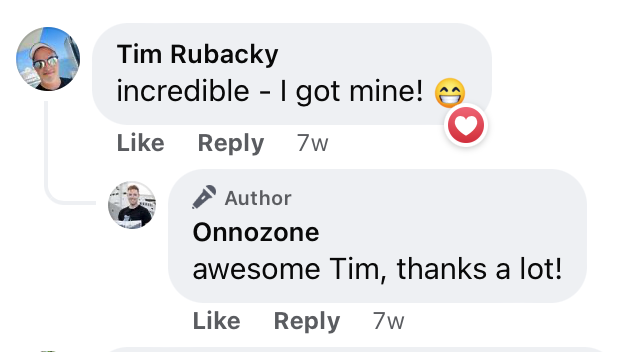 Tim Rubacky
incredible - I got mine! 😁
Like Reply 7w
Author
Onnozone
awesome Tim, thanks a lot!
Like Reply 7w